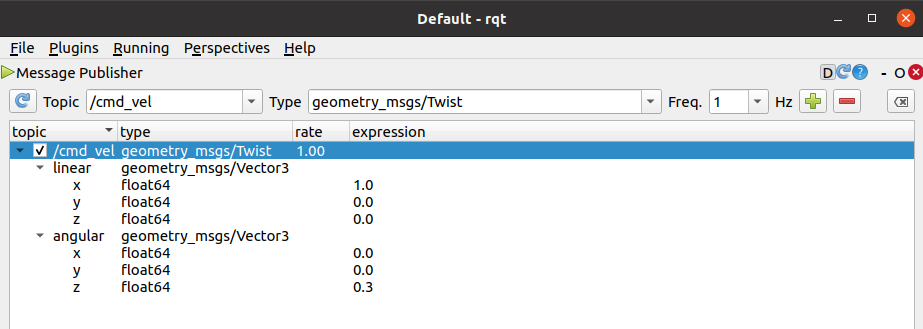 Default - rqt
File Plugins Running Perspectives Help
Message Publisher D ? - O
Topic /cmd_vel Type geometry_msgs/Twist Freq. 1 Hz
topic type rate expression
/cmd_vel geometry_msgs/Twist 1.00
linear geometry_msgs/Vector3
x float64 1.0
y float64 0.0
z float64 0.0
angular geometry_msgs/Vector3
x float64 0.0
y float64 0.0
z float64 0.3